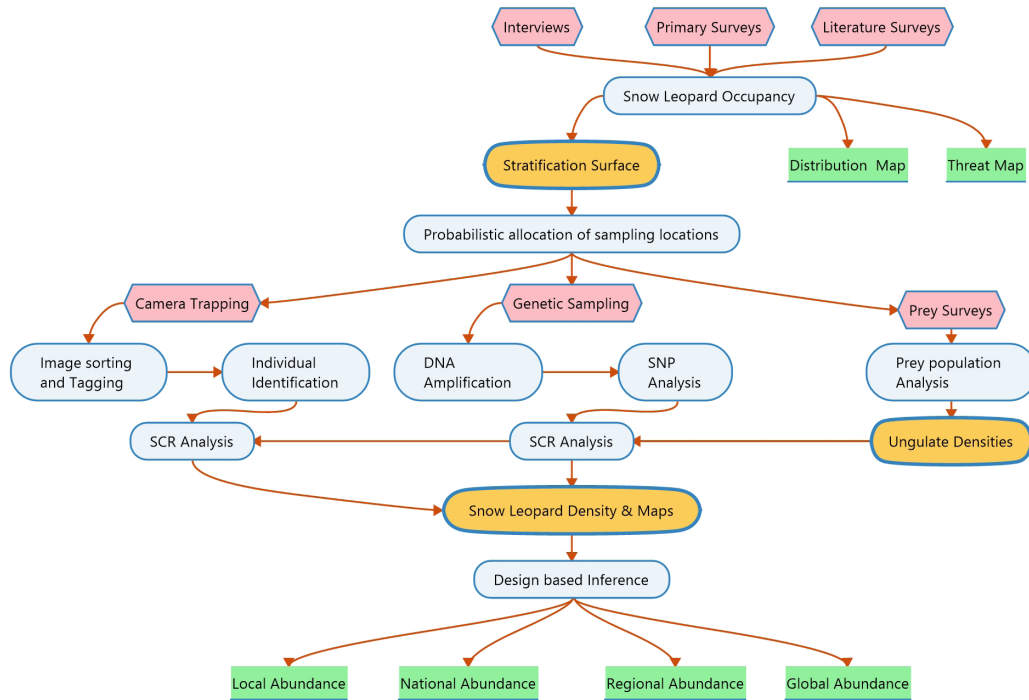 Interviews
Primary Surveys
Literature Surveys
Snow Leopard Occupancy
Stratification Surface
Distribution Map
Threat Map
Probabilistic allocation of sampling locations
Camera Trapping
Genetic Sampling
Prey Surveys
Image sorting
and Tagging
Individual
Identification
DNA
Amplification
SNP
Analysis
Prey population
Analysis
SCR Analysis
SCR Analysis
Ungulate Densities
Snow Leopard Density & Maps
Design based Inference
Local Abundance
National Abundance
Regional Abundance
Global Abundance